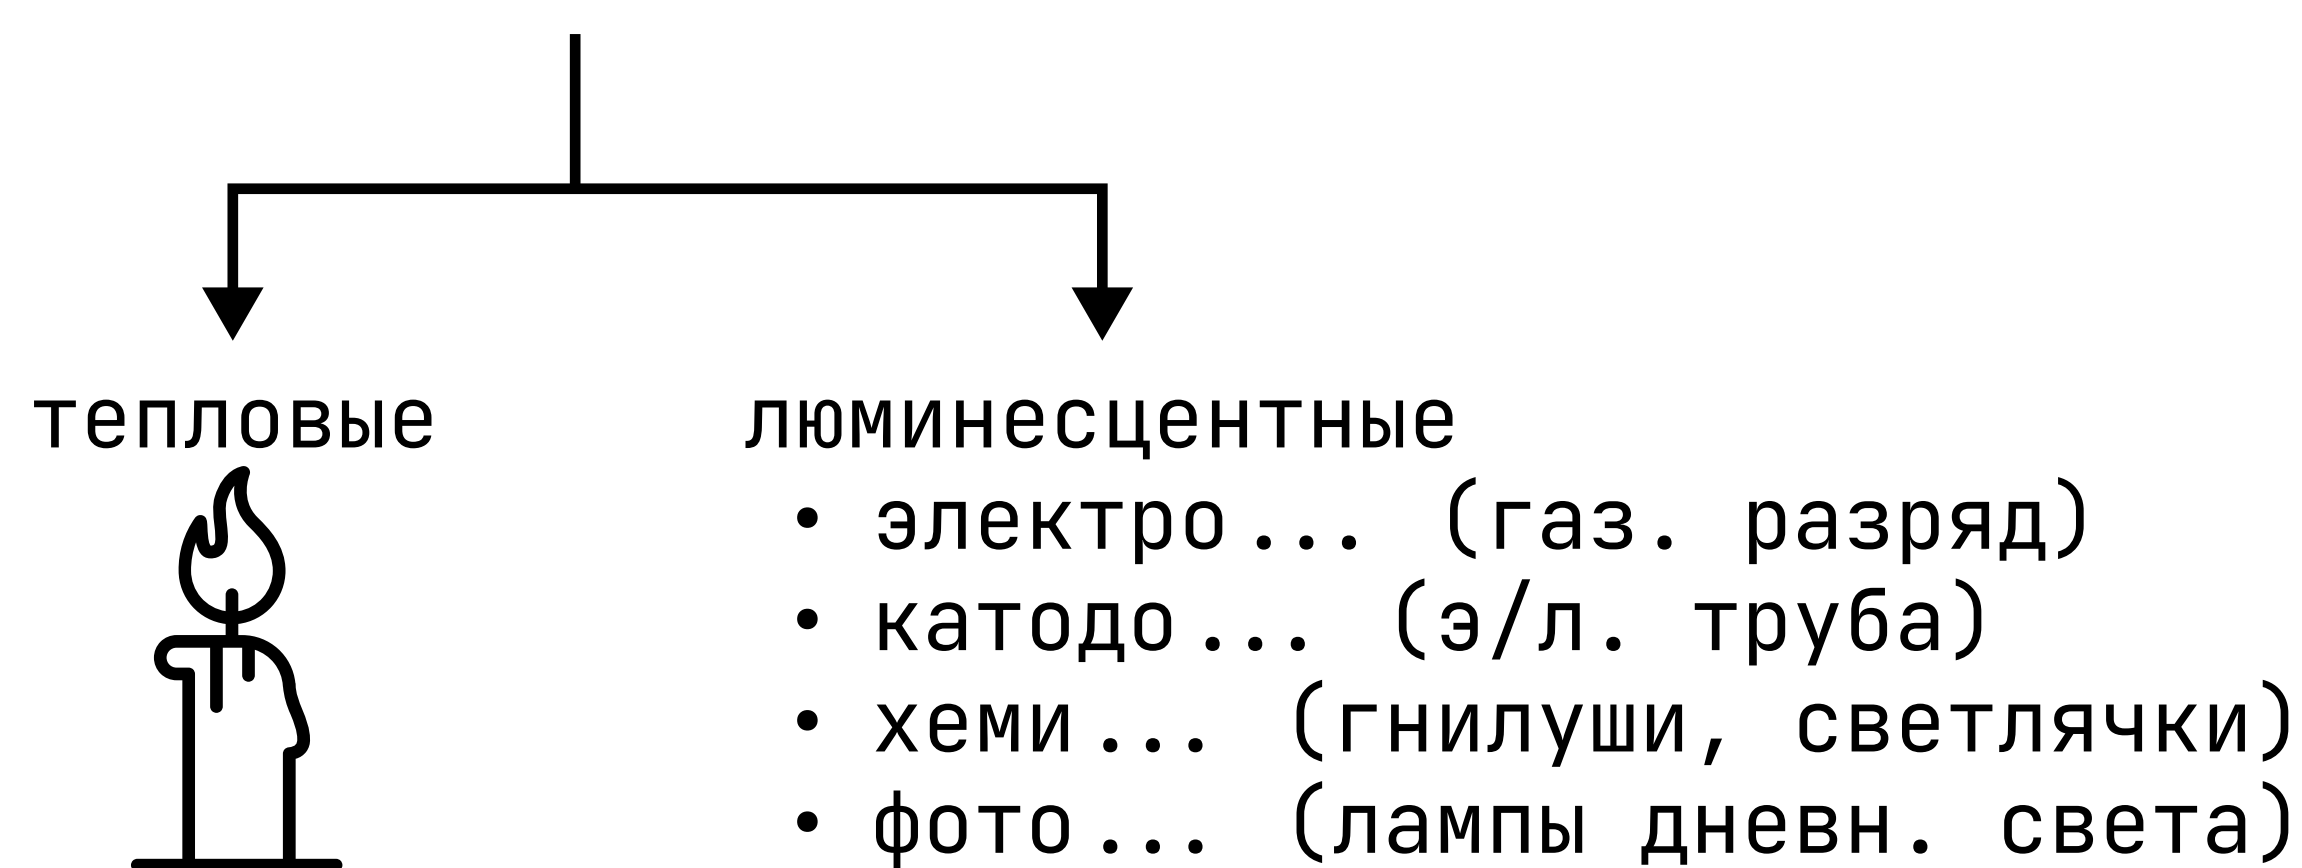 тепловые
люминесцентные
• электро... (газ. разряд)
• катодо... (э/л. труба)
• хеми... (гнилуши, светлячки)
• фото... (лампы дневн. света)